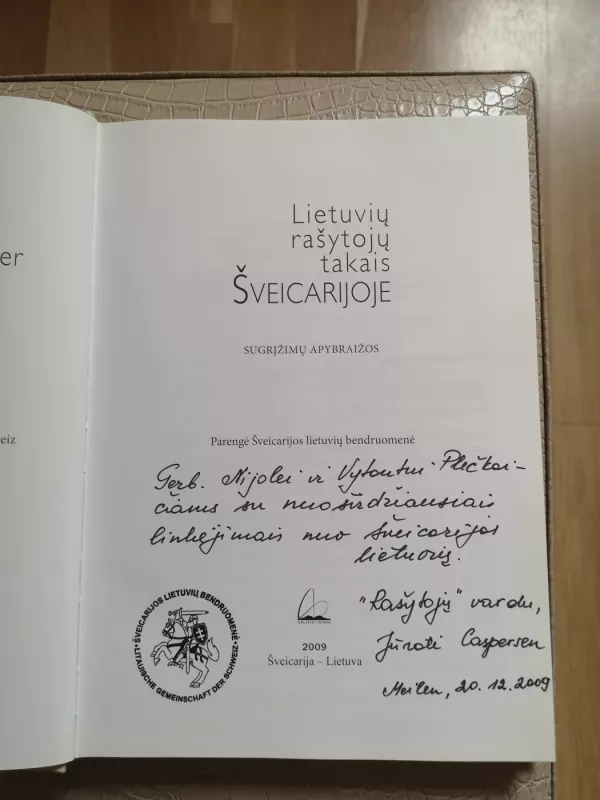 er
eiz
Lietuvių
rašytojų
takais
ŠVEICARIJOJE
SUGRĮŽIMŲ APYBRAIŽOS
Parengė Šveicarijos lietuvių bendruomenė
Gerb. Nijolei ir Vytautui Plečkai-
čiams su nuoširdžiausiais
linkėjimais nuo Šveicarijos
lietuvių.
"Rašytojų" vardu,
Jūratė Caspersen
Meilen, 20.12.2009
ŠVEICARIJOS LIETUVIŲ BENDRUOMENĖ
LITAUISCHE GEMEINSCHAFT DER SCHWEIZ
2009
Šveicarija – Lietuva